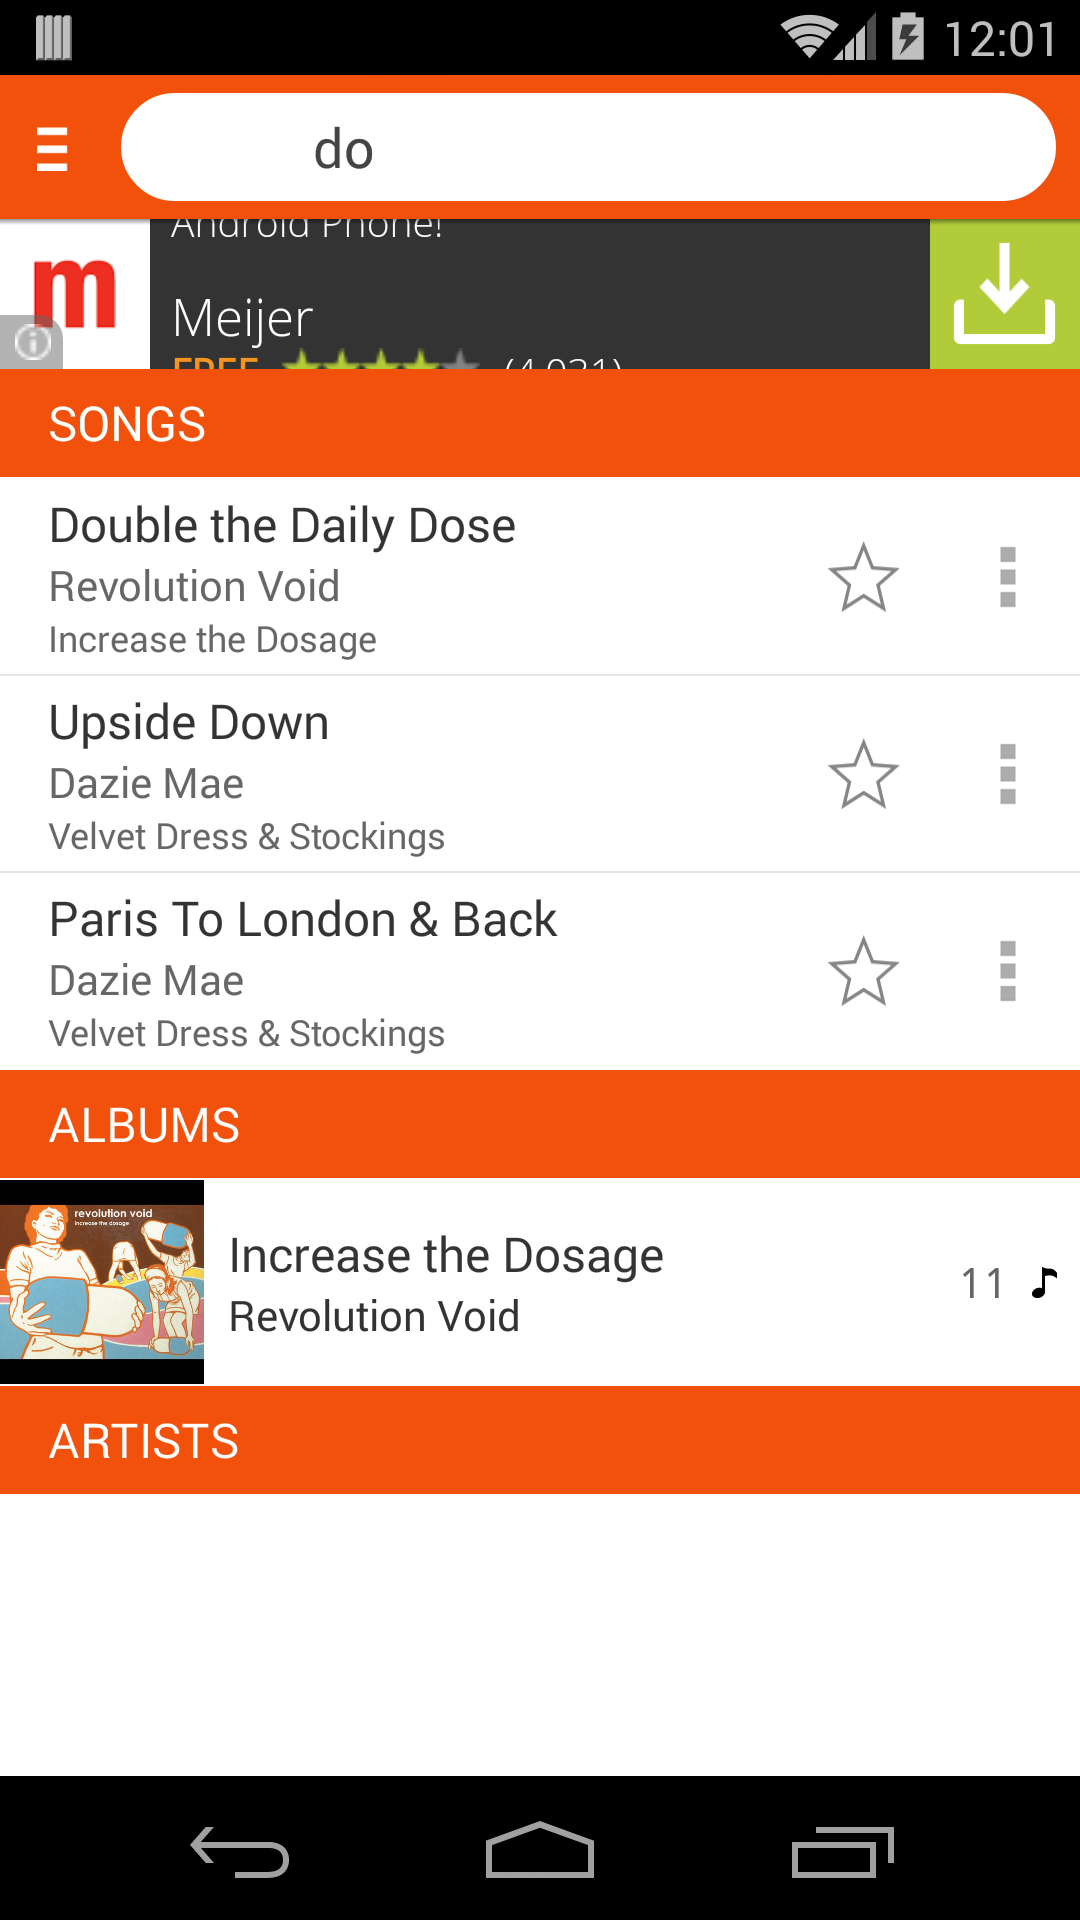 12:01
do
Android Phone!
m
Meijer
FREE (4,031)
SONGS
Double the Daily Dose
Revolution Void
Increase the Dosage
Upside Down
Dazie Mae
Velvet Dress & Stockings
Paris To London & Back
Dazie Mae
Velvet Dress & Stockings
ALBUMS
revolution void
Increase the dosage
Increase the Dosage
Revolution Void
11
ARTISTS